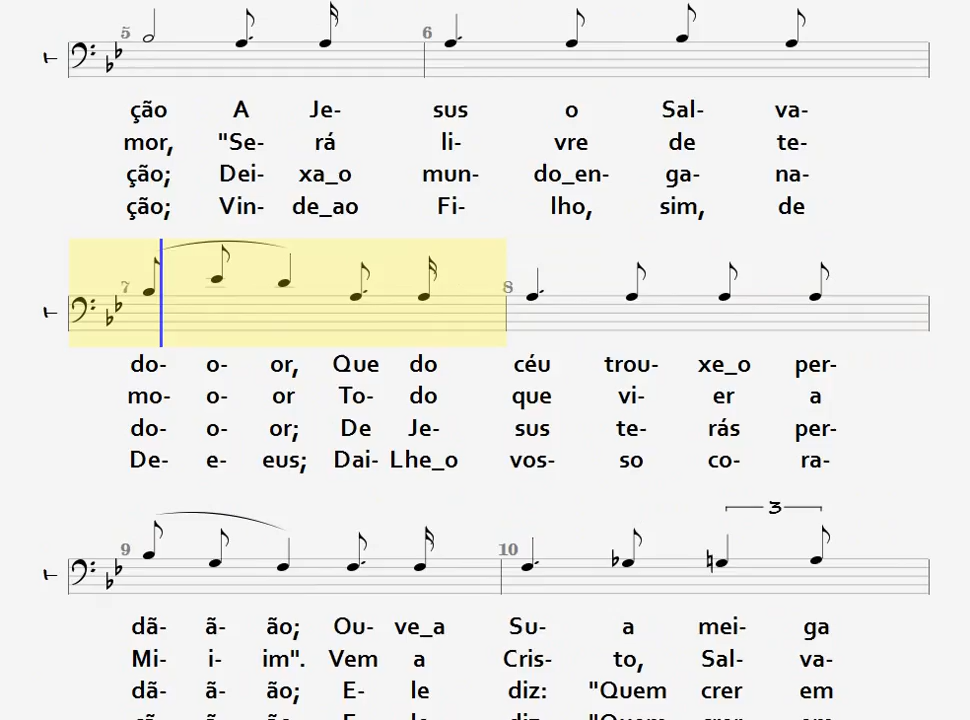 5 6
T
ção A Je- sus o Sal- va-
mor, "Se- rá li- vre de te-
ção; Dei- xa_o mun- do_en- ga- na-
ção; Vin- de_ao Fi- lho, sim, de
7 8
T
do- o- or, Que do céu trou- xe_o per-
mo- o- or To- do que vi- er a
do- o- or; De Je- sus te- rás per-
De- e- eus; Dai- Lhe_o vos- so co- ra-
3
9 10
T
dã- ã- ão; Ou- ve_a Su- a mei- ga
Mi- i- im". Vem a Cris- to, Sal- va-
dã- ã- ão; E- le diz: "Quem crer em